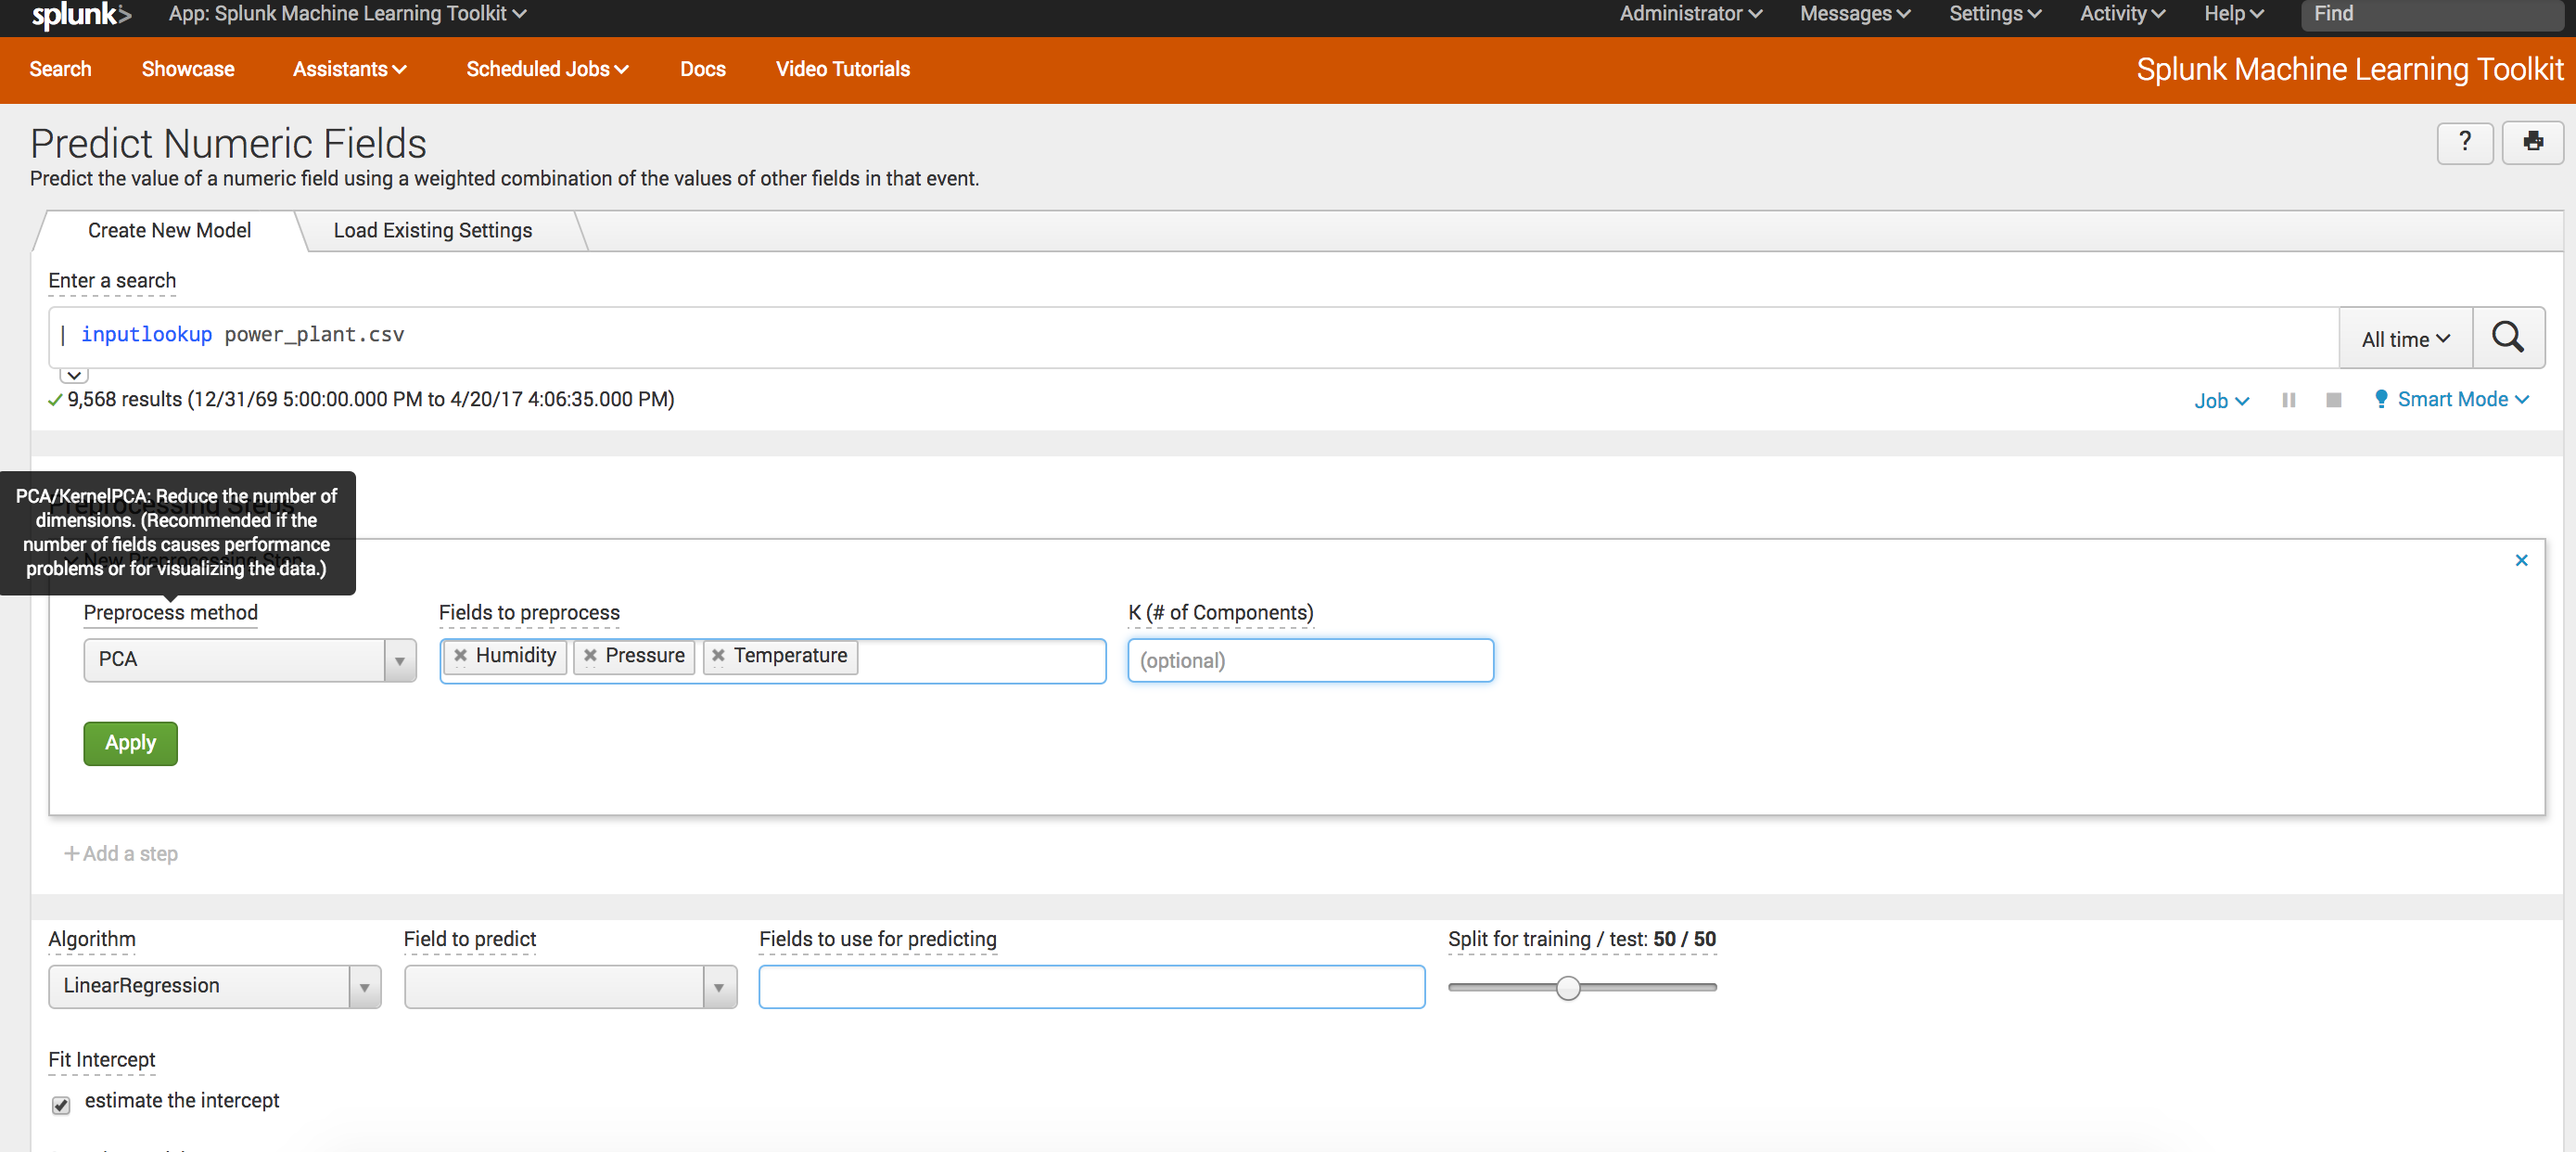 splunk> App: Splunk Machine Learning Toolkit Administrator Messages Settings Activity Help Find
Search Showcase Assistants Scheduled Jobs Docs Video Tutorials Splunk Machine Learning Toolkit
Predict Numeric Fields ?
Predict the value of a numeric field using a weighted combination of the values of other fields in that event.
Create New Model Load Existing Settings
Enter a search
| inputlookup power_plant.csv All time
9,568 results (12/31/69 5:00:00.000 PM to 4/20/17 4:06:35.000 PM) Job Smart Mode
PCA/KernelPCA: Reduce the number of
dimensions. (Recommended if the
number of fields causes performance
problems or for visualizing the data.)
Preprocessing Steps
New Preprocessing Step
Preprocess method Fields to preprocess K (# of Components)
PCA Humidity Pressure Temperature (optional)
Apply
+ Add a step
Algorithm Field to predict Fields to use for predicting Split for training / test: 50 / 50
LinearRegression
Fit Intercept
estimate the intercept